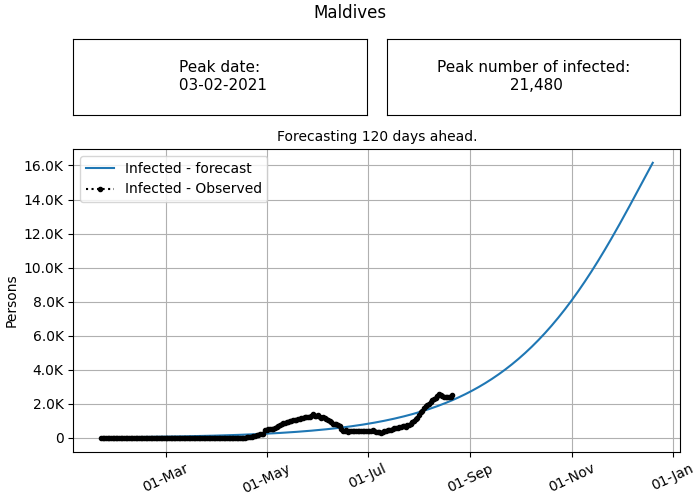 Maldives
Peak date:
03-02-2021
Peak number of infected:
21,480
Forecasting 120 days ahead.
Infected - forecast
Infected - Observed
Persons
16.0K
14.0K
12.0K
10.0K
8.0K
6.0K
4.0K
2.0K
0
01-Mar
01-May
01-Jul
01-Sep
01-Nov
01-Jan